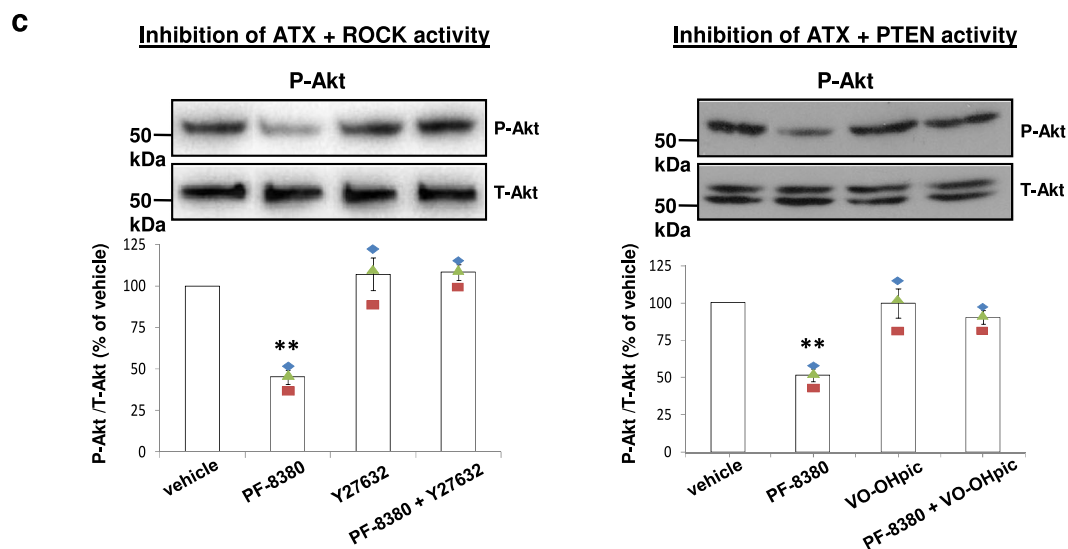 c
Inhibition of ATX + ROCK activity
P-Akt
P-Akt
50
kDa
T-Akt
50
kDa
P-Akt /T-Akt (% of vehicle)
125
100
75
50
25
0
**
vehicle
PF-8380
Y27632
PF-8380 + Y27632
Inhibition of ATX + PTEN activity
P-Akt
P-Akt
50
kDa
T-Akt
50
kDa
P-Akt /T-Akt (% of vehicle)
125
100
75
50
25
0
**
vehicle
PF-8380
VO-OHpic
PF-8380 + VO-OHpic